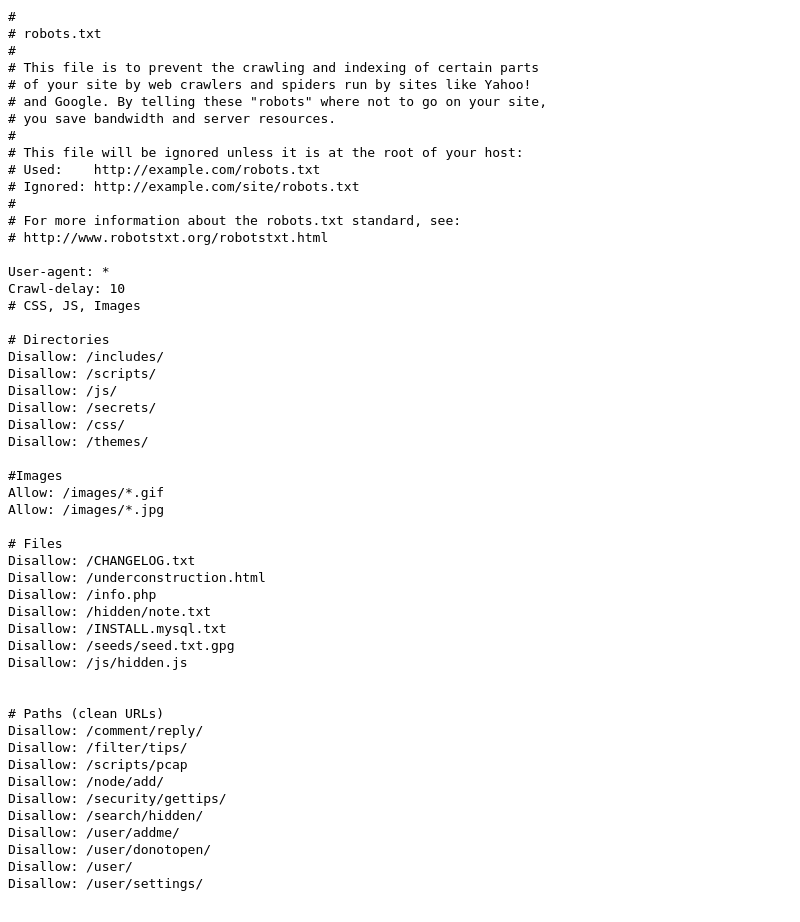 #
# robots.txt
#
# This file is to prevent the crawling and indexing of certain parts
# of your site by web crawlers and spiders run by sites like Yahoo!
# and Google. By telling these "robots" where not to go on your site,
# you save bandwidth and server resources.
#
# This file will be ignored unless it is at the root of your host:
# Used:    http://example.com/robots.txt
# Ignored: http://example.com/site/robots.txt
#
# For more information about the robots.txt standard, see:
# http://www.robotstxt.org/robotstxt.html

User-agent: *
Crawl-delay: 10
# CSS, JS, Images

# Directories
Disallow: /includes/
Disallow: /scripts/
Disallow: /js/
Disallow: /secrets/
Disallow: /css/
Disallow: /themes/

#Images
Allow: /images/*.gif
Allow: /images/*.jpg

# Files
Disallow: /CHANGELOG.txt
Disallow: /underconstruction.html
Disallow: /info.php
Disallow: /hidden/note.txt
Disallow: /INSTALL.mysql.txt
Disallow: /seeds/seed.txt.gpg
Disallow: /js/hidden.js


# Paths (clean URLs)
Disallow: /comment/reply/
Disallow: /filter/tips/
Disallow: /scripts/pcap
Disallow: /node/add/
Disallow: /security/gettips/
Disallow: /search/hidden/
Disallow: /user/addme/
Disallow: /user/donotopen/
Disallow: /user/
Disallow: /user/settings/